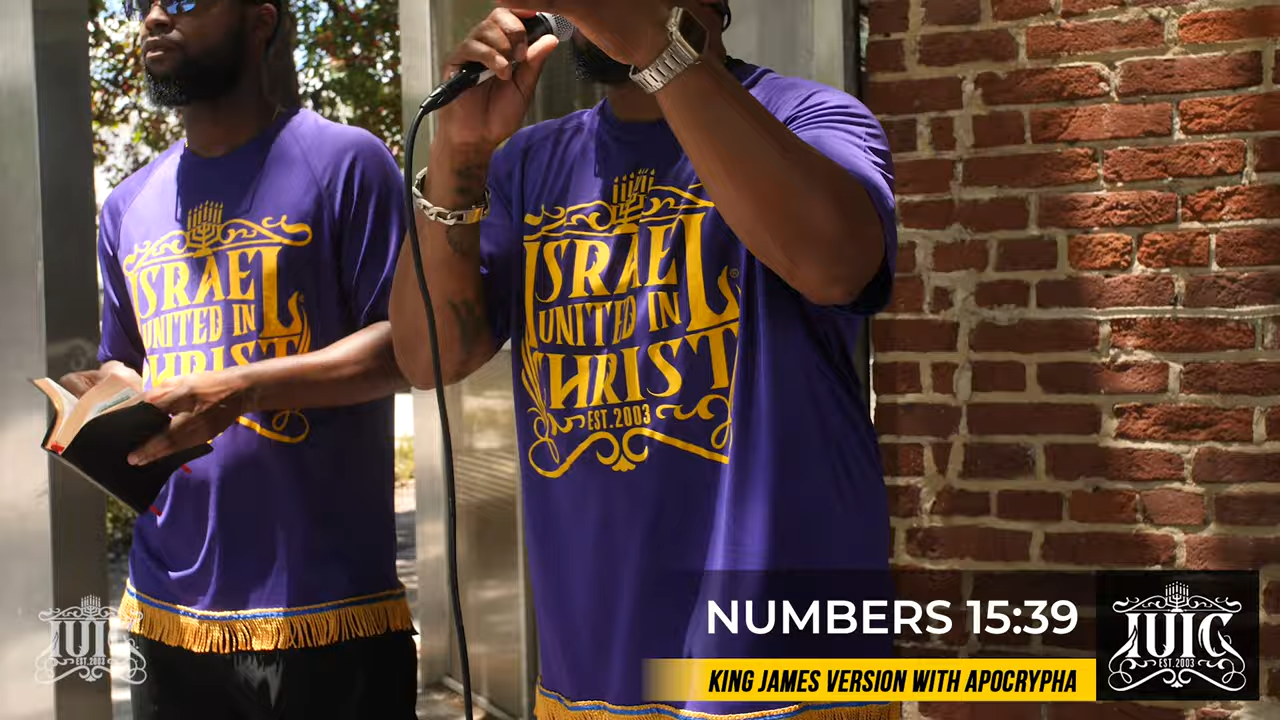 ISRAEL
UNITED IN
CHRIST
ISRAEL
UNITED IN
CHRIST
EST. 2003
NUMBERS 15:39
KING JAMES VERSION WITH APOCRYPHA
IUIC
EST. 2003
IUIC
EST. 2003